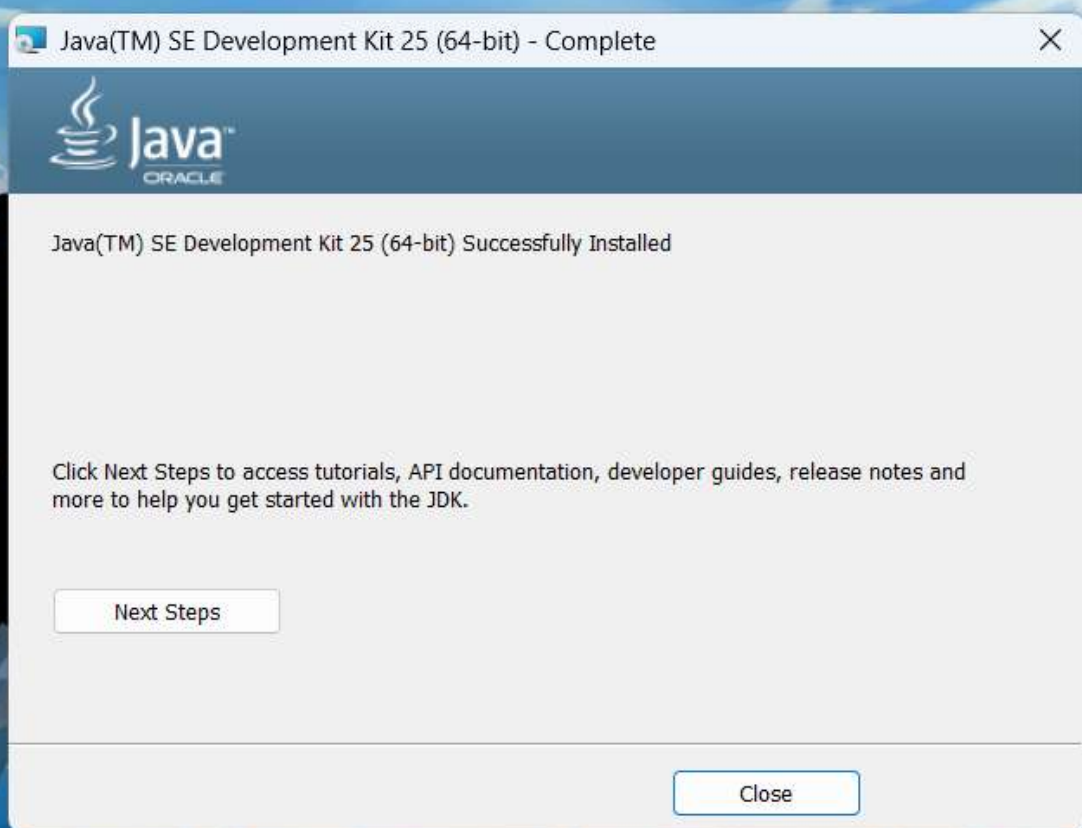 Java(TM) SE Development Kit 25 (64-bit) - Complete
Java™
ORACLE
Java(TM) SE Development Kit 25 (64-bit) Successfully Installed
Click Next Steps to access tutorials, API documentation, developer guides, release notes and
more to help you get started with the JDK.
Next Steps
Close